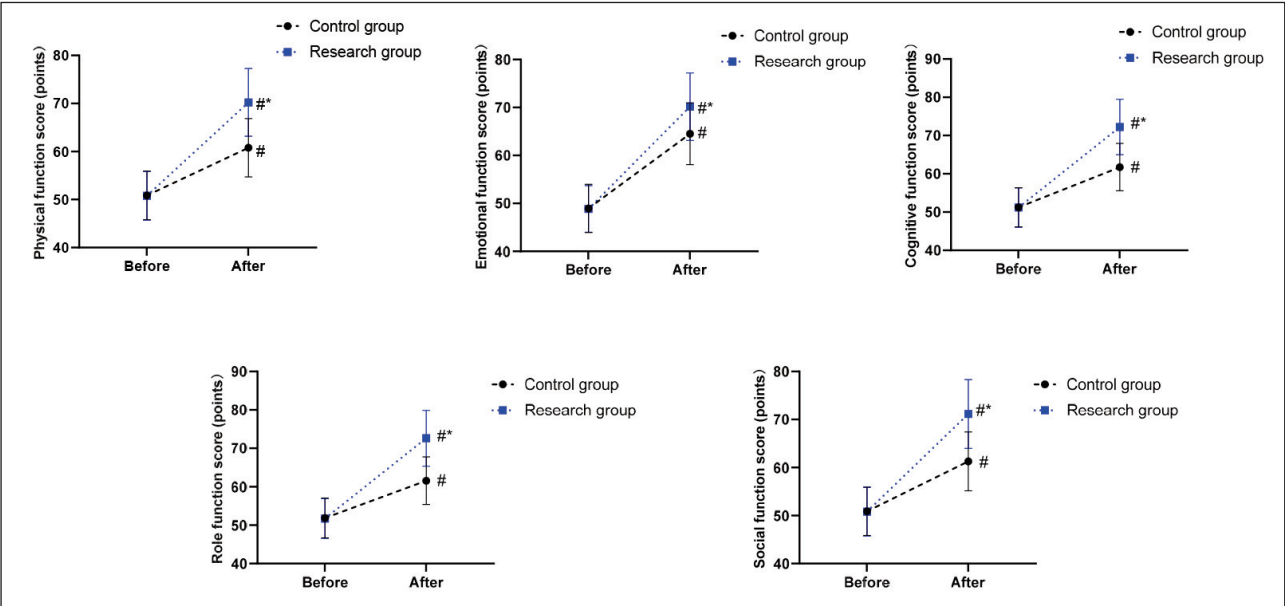 Control group
Research group
Physical function score (points)
80
70
60
50
40
#*
#
Before
After
Control group
Research group
Emotional function score (points)
80
70
60
50
40
#*
#
Before
After
Control group
Research group
Cognitive function score (points)
90
80
70
60
50
40
#*
#
Before
After
Control group
Research group
Role function score (points)
90
80
70
60
50
40
#*
#
Before
After
Control group
Research group
Social function score (points)
80
70
60
50
40
#*
#
Before
After